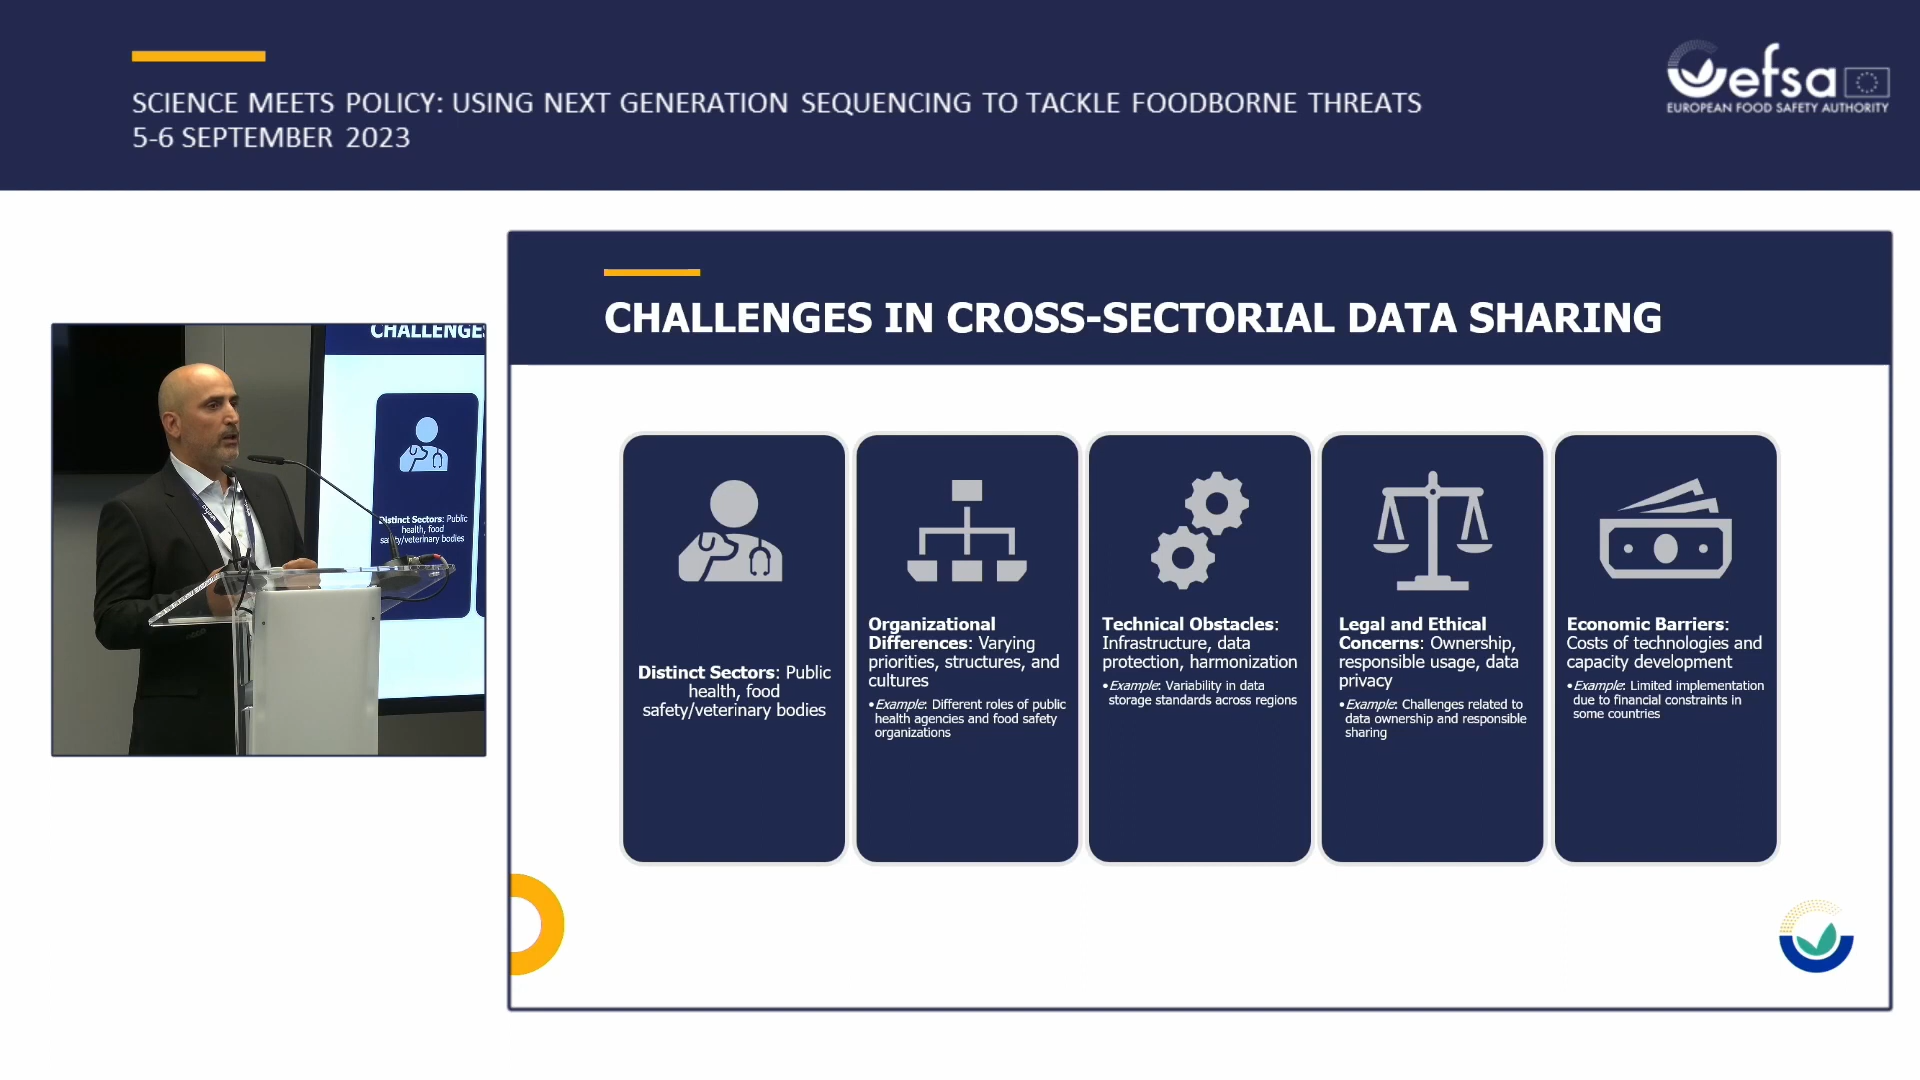 SCIENCE MEETS POLICY: USING NEXT GENERATION SEQUENCING TO TACKLE FOODBORNE THREATS
5-6 SEPTEMBER 2023
efsa
EUROPEAN FOOD SAFETY AUTHORITY
CHALLENGE
Distinct Sectors: Public
health, food
safety/veterinary bodies
CHALLENGES IN CROSS-SECTORIAL DATA SHARING
Distinct Sectors: Public
health, food
safety/veterinary bodies
Organizational
Differences: Varying
priorities, structures, and
cultures
•Example: Different roles of public
health agencies and food safety
organizations
Technical Obstacles:
Infrastructure, data
protection, harmonization
•Example: Variability in data
storage standards across regions
Legal and Ethical
Concerns: Ownership,
responsible usage, data
privacy
•Example: Challenges related to
data ownership and responsible
sharing
Economic Barriers:
Costs of technologies and
capacity development
•Example: Limited implementation
due to financial constraints in
some countries